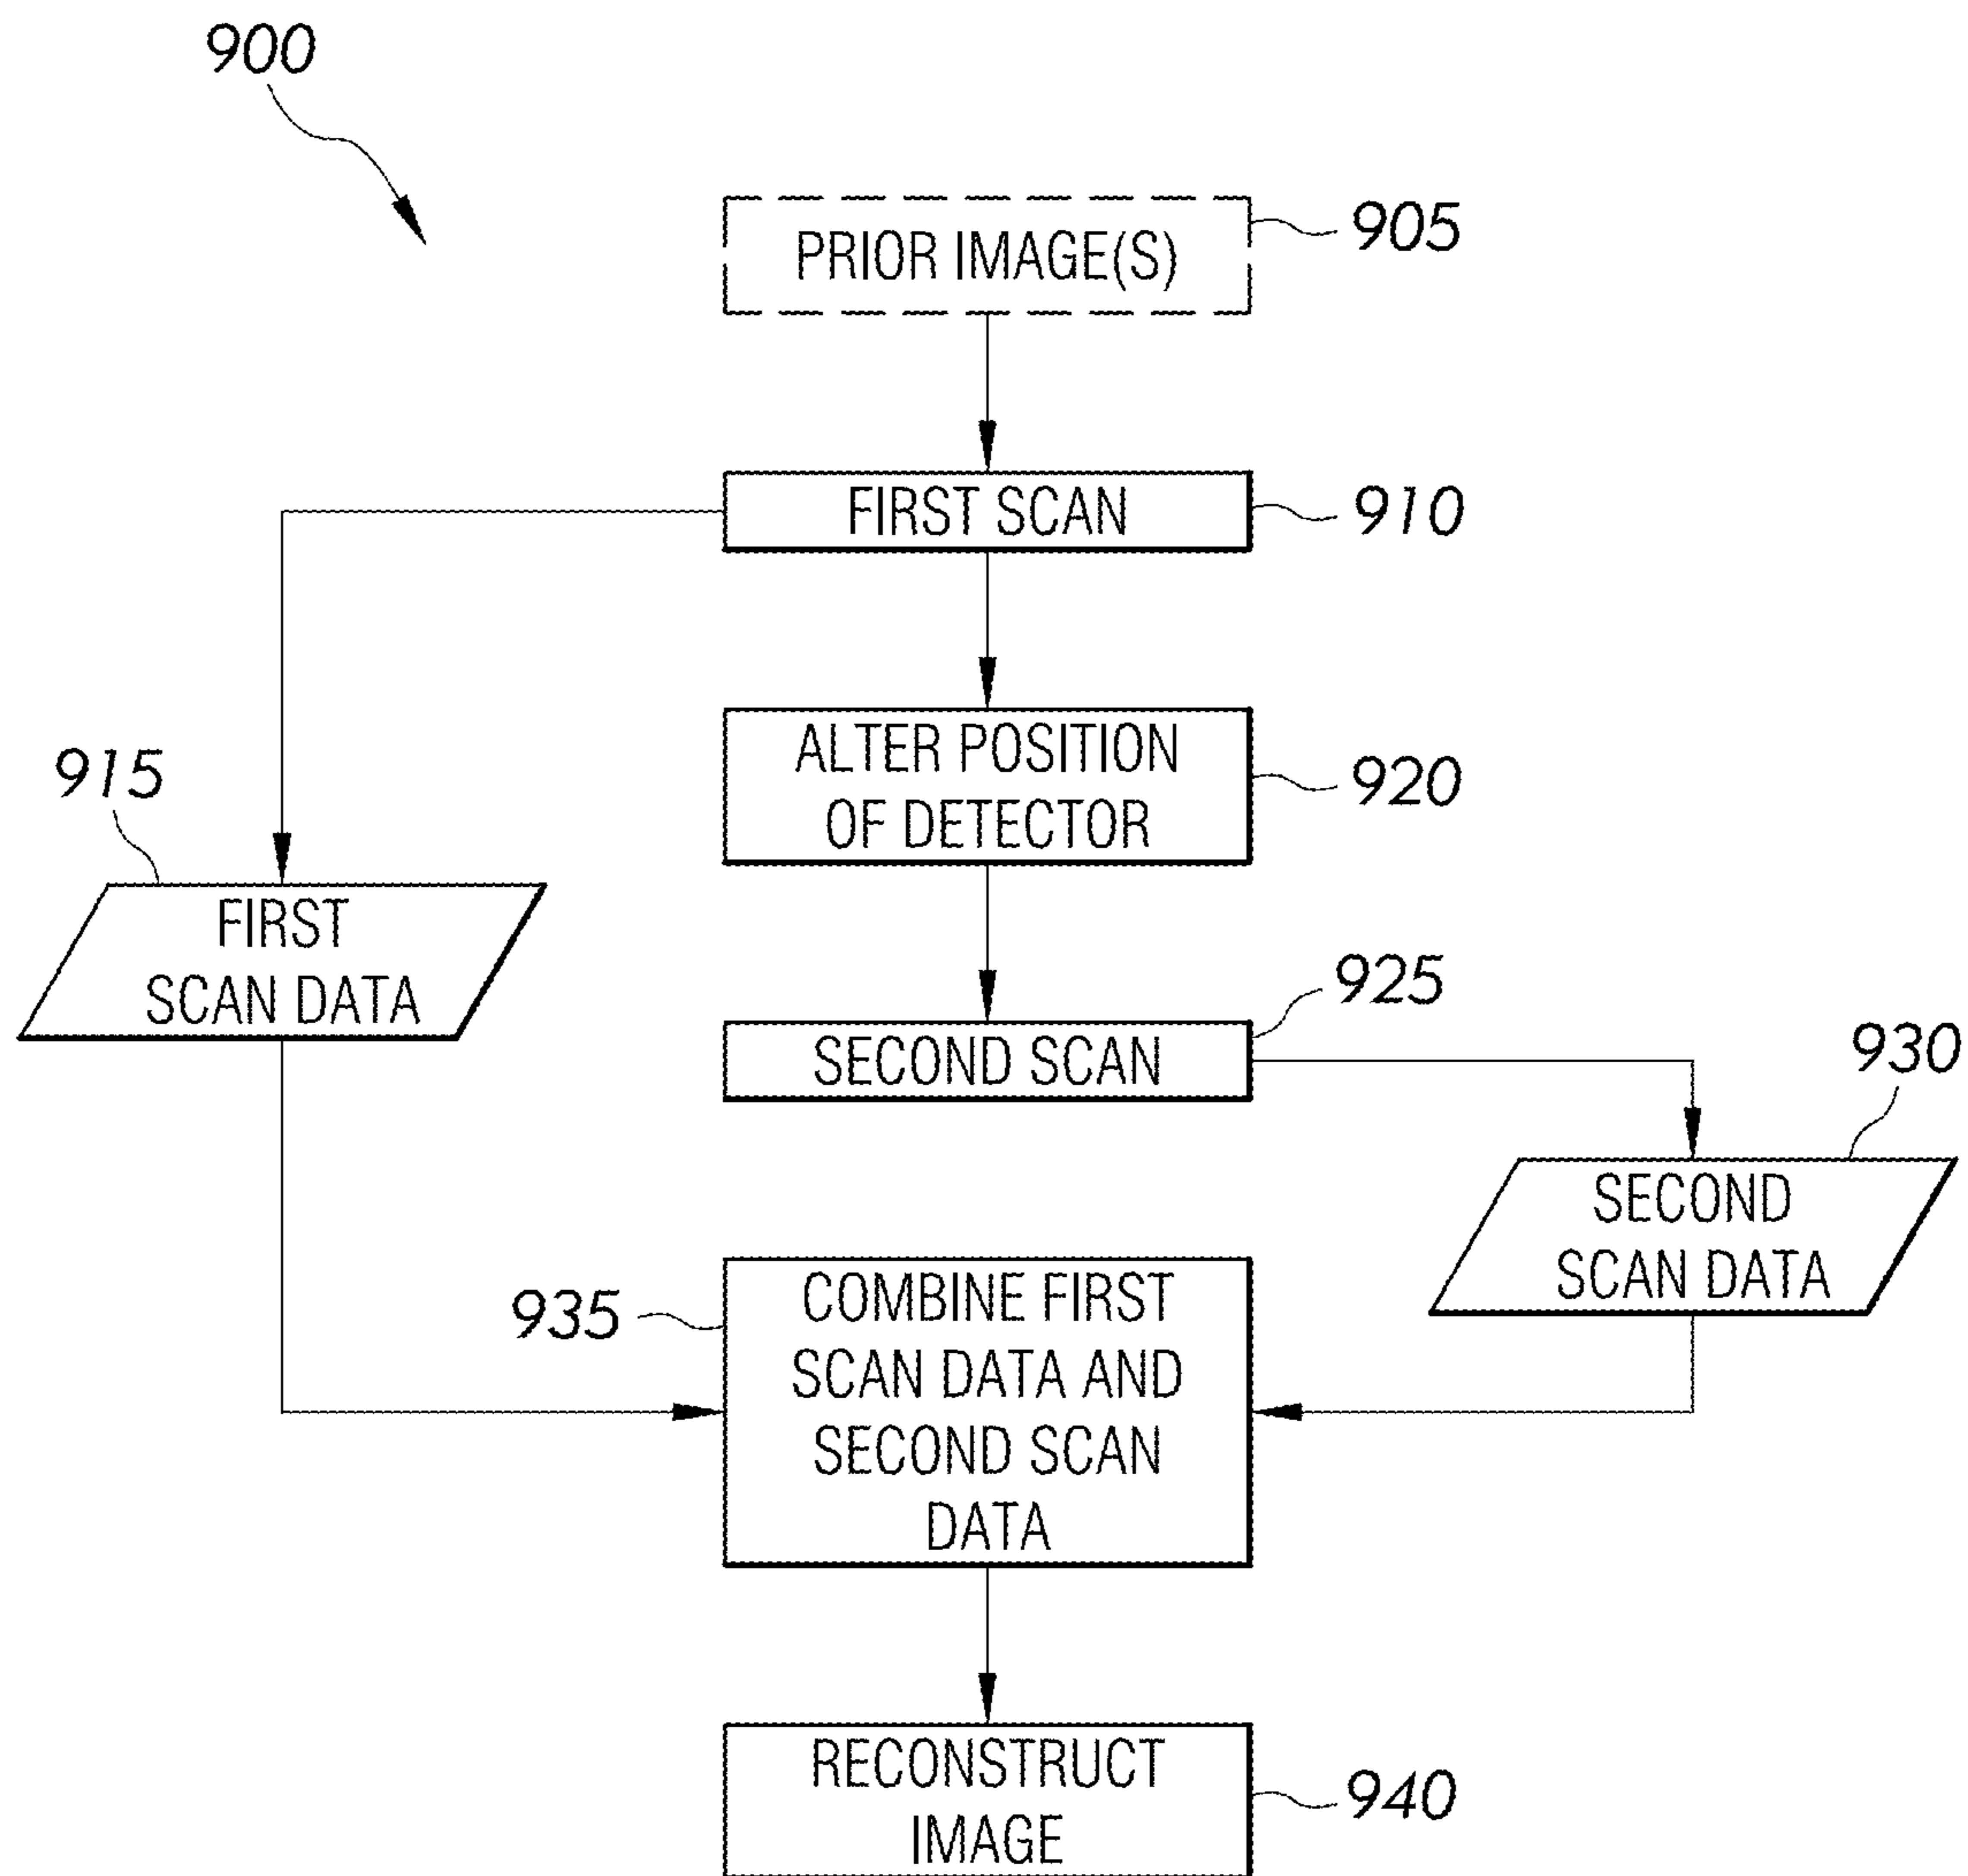 900
PRIOR IMAGE(S)
905
FIRST SCAN
910
ALTER POSITION
OF DETECTOR
920
915
FIRST
SCAN DATA
925
SECOND SCAN
930
SECOND
SCAN DATA
935
COMBINE FIRST
SCAN DATA AND
SECOND SCAN
DATA
RECONSTRUCT
IMAGE
940